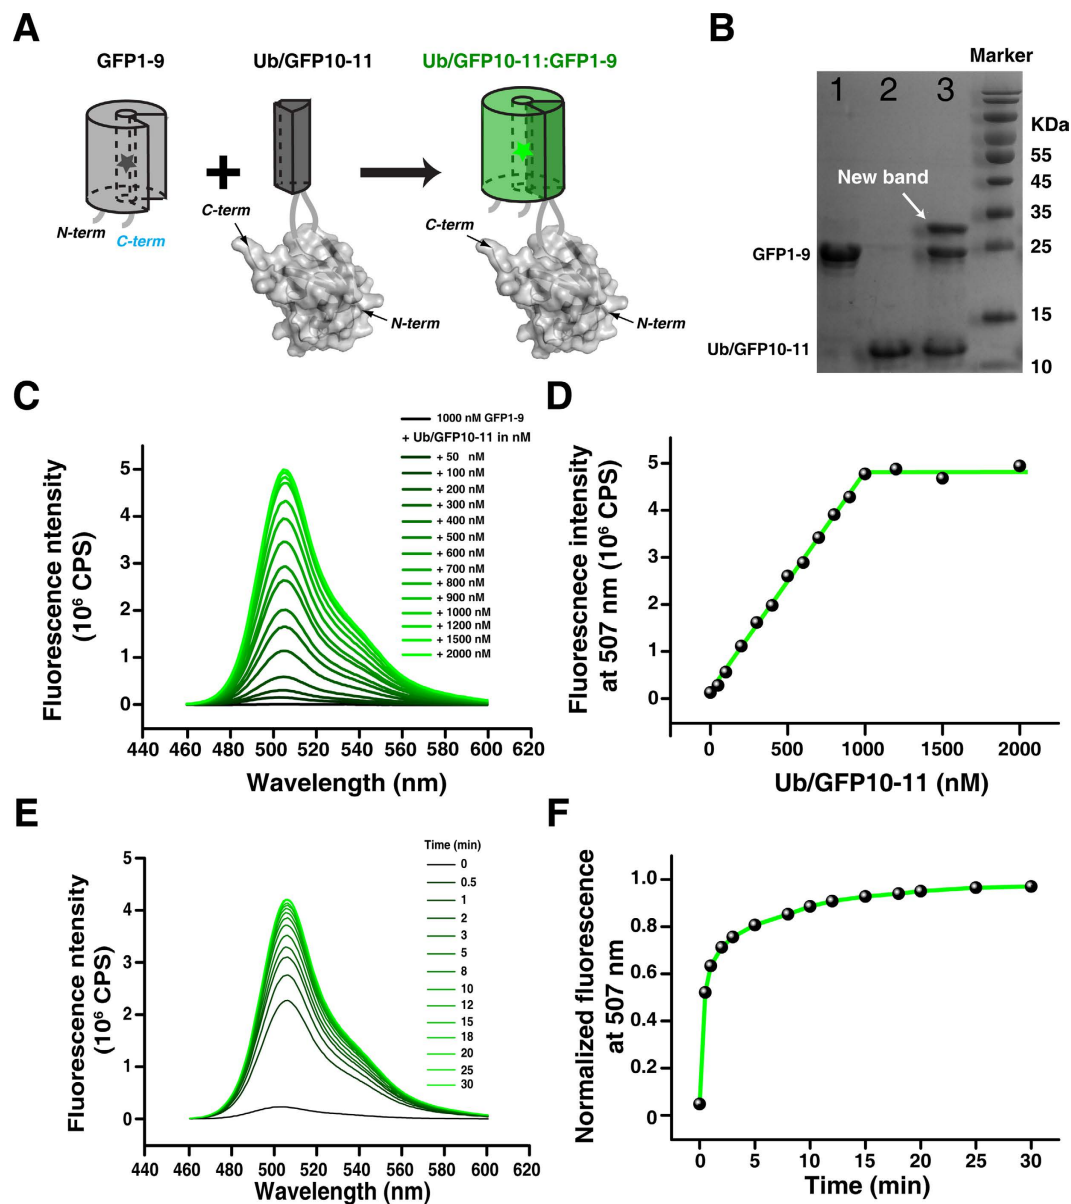 A
GFP1-9
Ub/GFP10-11
Ub/GFP10-11:GFP1-9
C-term
N-term
C-term
N-term
C-term
N-term
B
Marker
1 2 3
KDa
55
45
35
25
15
10
New band
GFP1-9
Ub/GFP10-11
C
Fluorescence ntensity
(10⁶ CPS)
5
4
3
2
1
0
440 460 480 500 520 540 560 580 600 620
Wavelength (nm)
1000 nM GFP1-9
+ Ub/GFP10-11 in nM
+ 50 nM
+ 100 nM
+ 200 nM
+ 300 nM
+ 400 nM
+ 500 nM
+ 600 nM
+ 700 nM
+ 800 nM
+ 900 nM
+ 1000 nM
+ 1200 nM
+ 1500 nM
+ 2000 nM
D
Fluorescnece intensity
at 507 nm (10⁶ CPS)
5
4
3
2
1
0
0 500 1000 1500 2000
Ub/GFP10-11 (nM)
E
Fluorescence ntensity
(10⁶ CPS)
5
4
3
2
1
0
440 460 480 500 520 540 560 580 600 620
Wavelength (nm)
Time (min)
0
0.5
1
2
3
5
8
10
12
15
18
20
25
30
F
Normalized fluorescence
at 507 nm
1.0
0.8
0.6
0.4
0.2
0
0 5 10 15 20 25 30
Time (min)